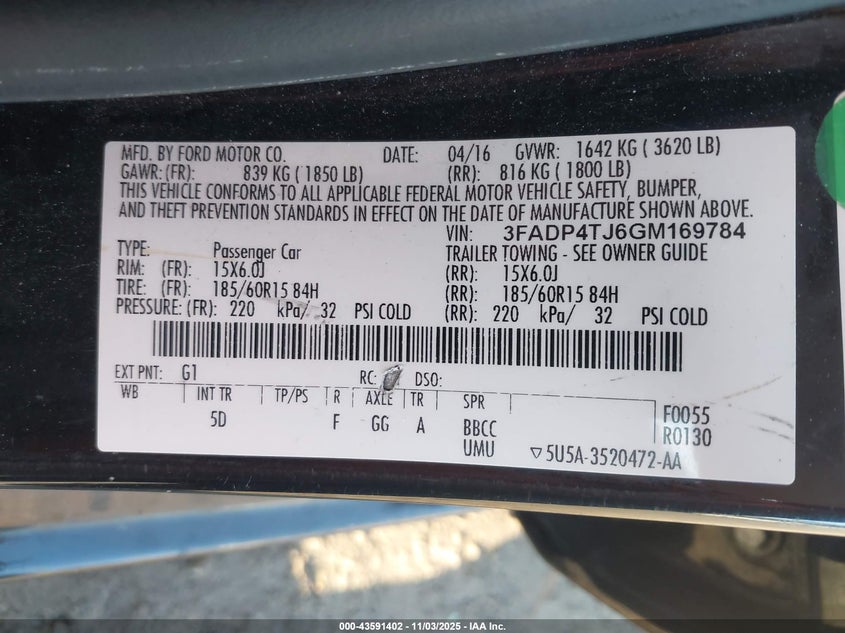 MFD. BY FORD MOTOR CO. DATE: 04/16 GVWR: 1642 KG ( 3620 LB)
GAWR: (FR): 839 KG ( 1850 LB) (RR): 816 KG ( 1800 LB)
THIS VEHICLE CONFORMS TO ALL APPLICABLE FEDERAL MOTOR VEHICLE SAFETY, BUMPER,
AND THEFT PREVENTION STANDARDS IN EFFECT ON THE DATE OF MANUFACTURE SHOWN ABOVE.
VIN: 3FADP4TJ6GM169784
TYPE: Passenger Car TRAILER TOWING - SEE OWNER GUIDE
RIM: (FR): 15X6.0J (RR): 15X6.0J
TIRE: (FR): 185/60R15 84H (RR): 185/60R15 84H
PRESSURE: (FR): 220 kPa/ 32 PSI COLD (RR): 220 kPa/ 32 PSI COLD
EXT PNT: G1 RC: DSO:
WB INT TR TP/PS R AXLE TR SPR F0055
5D F GG A BBCC R0130
UMU ▽5U5A-3520472-AA
000-43591402 - 11/03/2025 - IAA Inc.